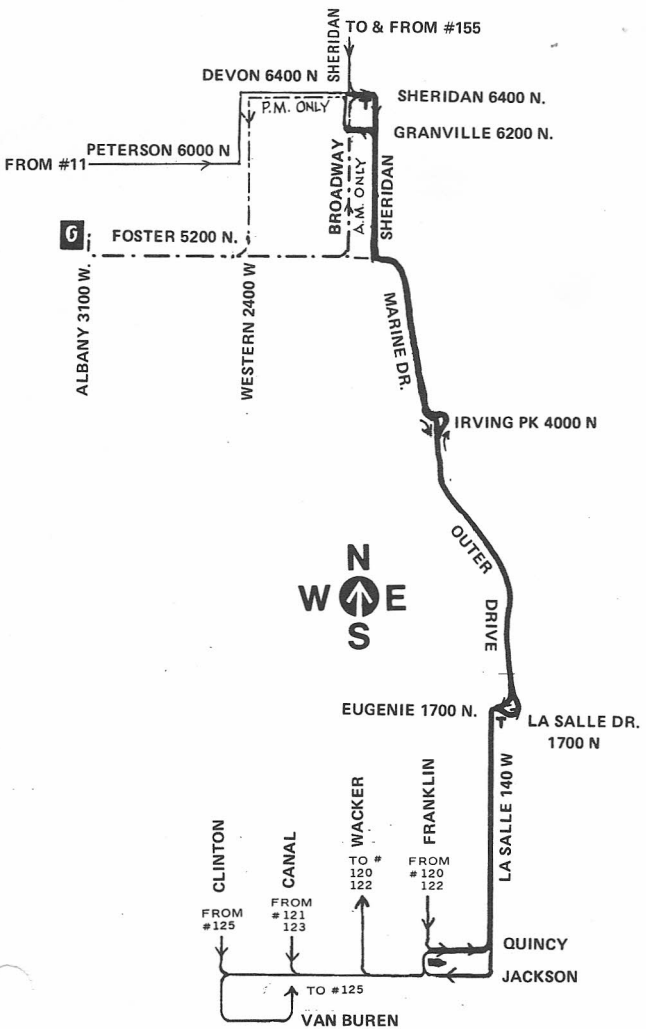 TO & FROM #155
SHERIDAN
DEVON 6400 N
P.M. ONLY
SHERIDAN 6400 N.
GRANVILLE 6200 N.
PETERSON 6000 N
FROM #11
BROADWAY
A.M. ONLY
SHERIDAN
G
FOSTER 5200 N.
ALBANY 3100 W.
WESTERN 2400 W
MARINE DR.
IRVING PK 4000 N
OUTER
DRIVE
N
W E
S
EUGENIE 1700 N.
LA SALLE DR.
1700 N
LA SALLE 140 W
CLINTON
CANAL
WACKER
FRANKLIN
TO #
120
122
FROM
#120
122
FROM
#125
FROM
#121
123
QUINCY
JACKSON
TO #125
VAN BUREN